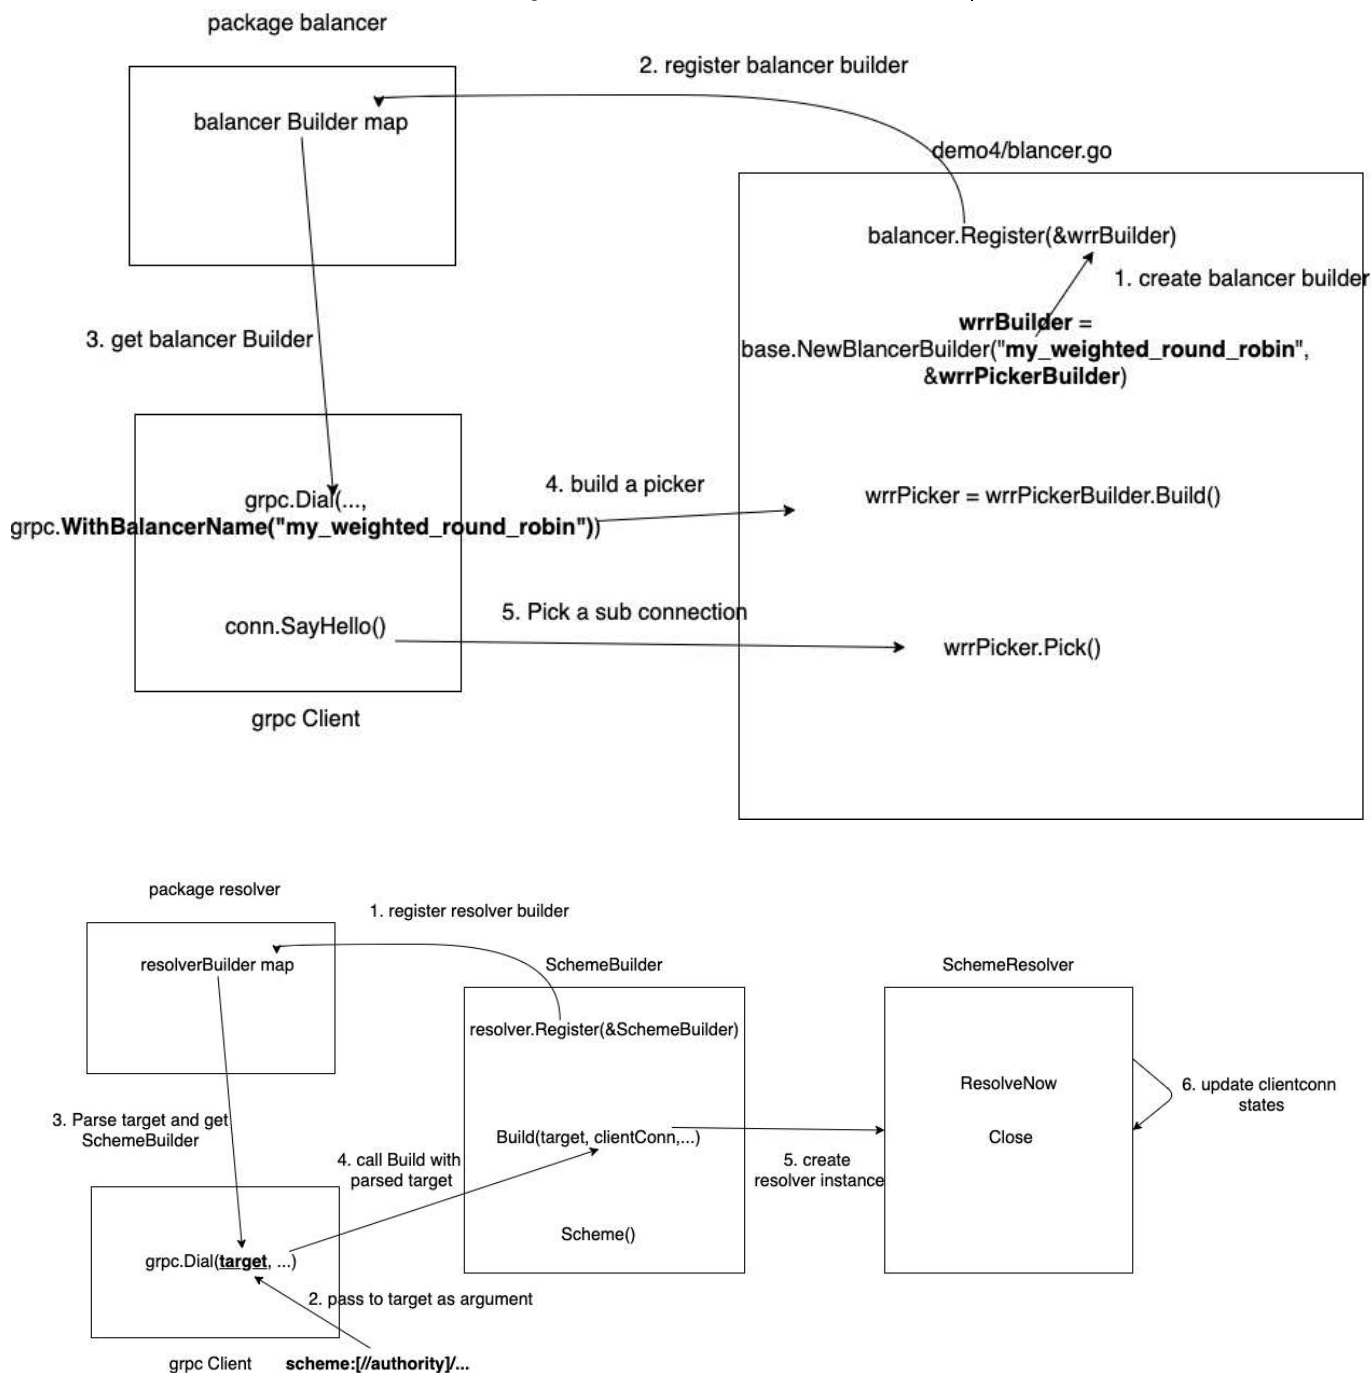 package balancer
2. register balancer builder
balancer Builder map
demo4/blancer.go
balancer.Register(&wrrBuilder)
1. create balancer builder
wrrBuilder =
base.NewBlancerBuilder("my_weighted_round_robin",
&wrrPickerBuilder)
3. get balancer Builder
grpc.Dial(...,
grpc.WithBalancerName("my_weighted_round_robin"))
4. build a picker
wrrPicker = wrrPickerBuilder.Build()
5. Pick a sub connection
conn.SayHello()
wrrPicker.Pick()
grpc Client
package resolver
1. register resolver builder
resolverBuilder map
SchemeBuilder
SchemeResolver
resolver.Register(&SchemeBuilder)
ResolveNow
6. update clientconn
states
3. Parse target and get
SchemeBuilder
Build(target, clientConn,...)
Close
4. call Build with
parsed target
5. create
resolver instance
Scheme()
grpc.Dial(target, ...)
2. pass to target as argument
grpc Client
scheme:[//authority]/...